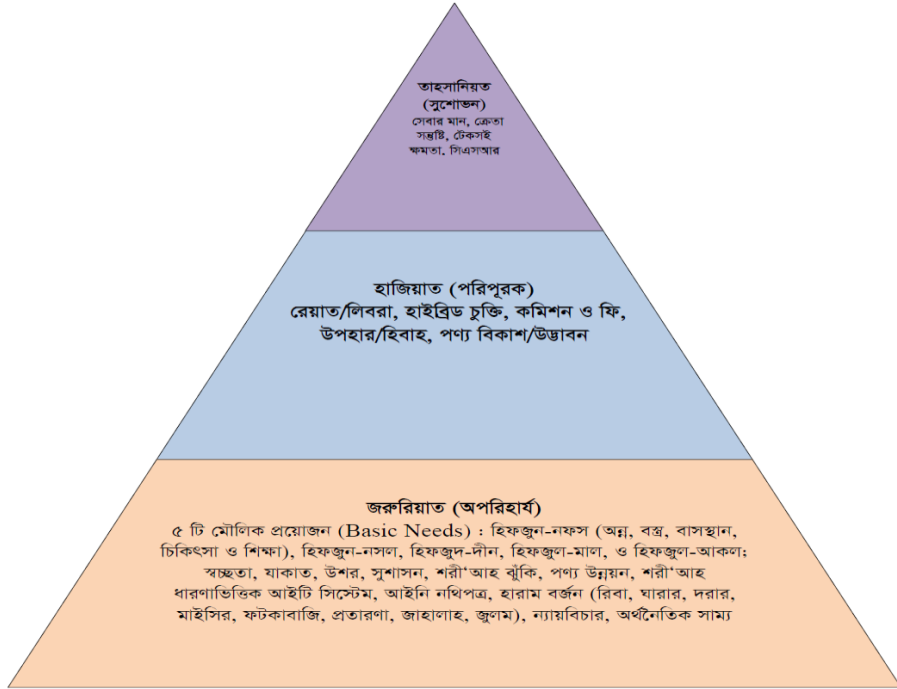 তাহসানিয়ত
(সুশোভন)
সেবার মান, ক্রেতা
সন্তুষ্টি, টেকসই
ক্ষমতা, সিএসআর
হাজিয়াত (পরিপূরক)
রেয়াত/লিবরা, হাইব্রিড চুক্তি, কমিশন ও ফি,
উপহার/হিবাহ, পণ্য বিকাশ/উদ্ভাবন
জরুরিয়াত (অপরিহার্য)
৫ টি মৌলিক প্রয়োজন (Basic Needs) : হিফজুন-নফস (অন্ন, বস্ত্র, বাসস্থান,
চিকিৎসা ও শিক্ষা), হিফজুন-নসল, হিফজুদ-দীন, হিফজুল-মাল, ও হিফজুল-আকল;
স্বচ্ছতা, যাকাত, উশর, সুশাসন, শরী‘আহ ঝুঁকি, পণ্য উন্নয়ন, শরী‘আহ
ধারণাভিত্তিক আইটি সিস্টেম, আইনি নথিপত্র, হারাম বর্জন (রিবা, ঘারার, দরার,
মাইসির, ফটকাবাজি, প্রতারণা, জাহালাহ, জুলম), ন্যায়বিচার, অর্থনৈতিক সাম্য